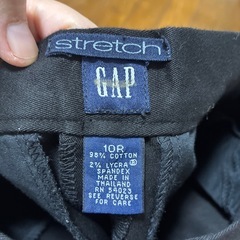 stretch
GAP
10R
98% COTTON
2% LYCRA®
SPANDEX
MADE IN
THAILAND
RN 54023
SEE REVERSE
FOR CARE